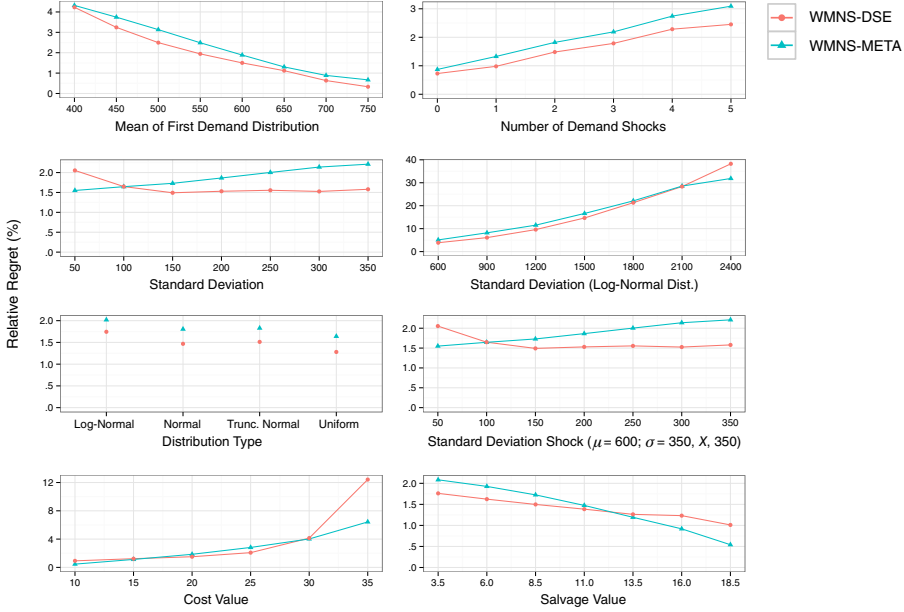 WMNS-DSE
WMNS-META
Relative Regret (%)
4
3
2
1
0
400 450 500 550 600 650 700 750
Mean of First Demand Distribution
3
2
1
0
0 1 2 3 4 5
Number of Demand Shocks
2.0
1.5
1.0
.5
.0
50 100 150 200 250 300 350
Standard Deviation
40
30
20
10
0
600 900 1200 1500 1800 2100 2400
Standard Deviation (Log-Normal Dist.)
2.0
1.5
1.0
.5
.0
Log-Normal Normal Trunc. Normal Uniform
Distribution Type
2.0
1.5
1.0
.5
.0
50 100 150 200 250 300 350
Standard Deviation Shock (μ = 600; σ = 350, X, 350)
12
8
4
0
10 15 20 25 30 35
Cost Value
2.0
1.5
1.0
.5
.0
3.5 6.0 8.5 11.0 13.5 16.0 18.5
Salvage Value